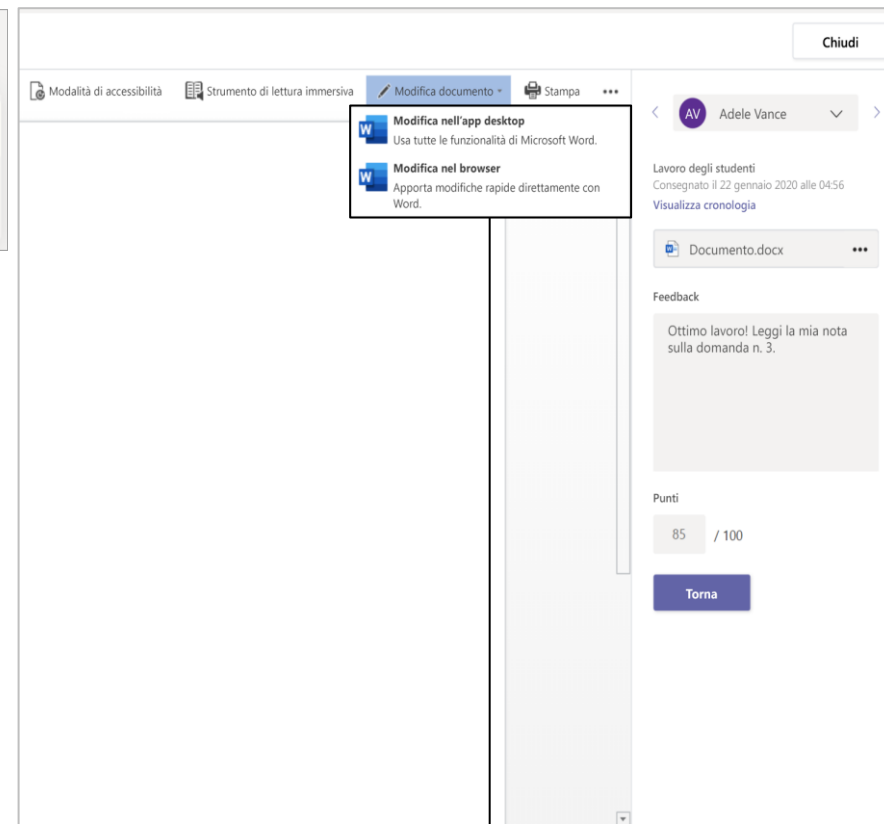 Chiudi
Modalità di accessibilità Strumento di lettura immersiva Modifica documento Stampa •••
Modifica nell'app desktop
Usa tutte le funzionalità di Microsoft Word.
Modifica nel browser
Apporta modifiche rapide direttamente con
Word.
AV Adele Vance
Lavoro degli studenti
Consegnato il 22 gennaio 2020 alle 04:56
Visualizza cronologia
Documento.docx •••
Feedback
Ottimo lavoro! Leggi la mia nota
sulla domanda n. 3.
Punti
85 / 100
Torna